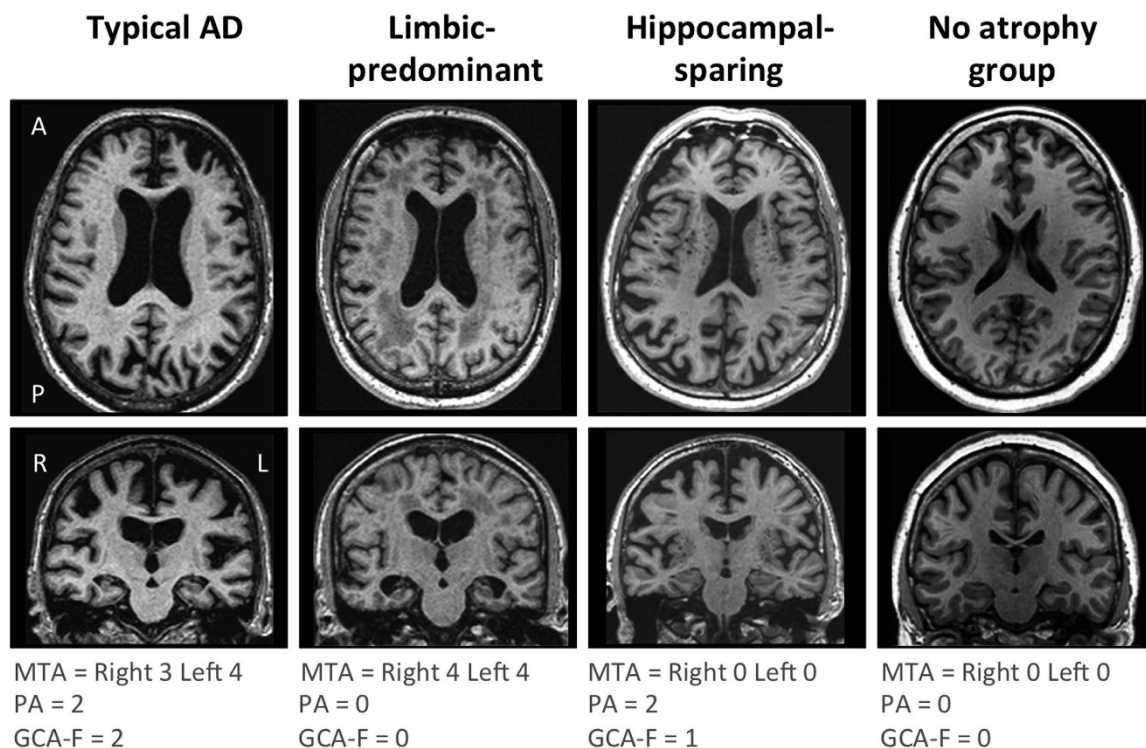 Typical AD
Limbic-
predominant
Hippocampal-
sparing
No atrophy
group
A
P
R
L
MTA = Right 3 Left 4
PA = 2
GCA-F = 2
MTA = Right 4 Left 4
PA = 0
GCA-F = 0
MTA = Right 0 Left 0
PA = 2
GCA-F = 1
MTA = Right 0 Left 0
PA = 0
GCA-F = 0